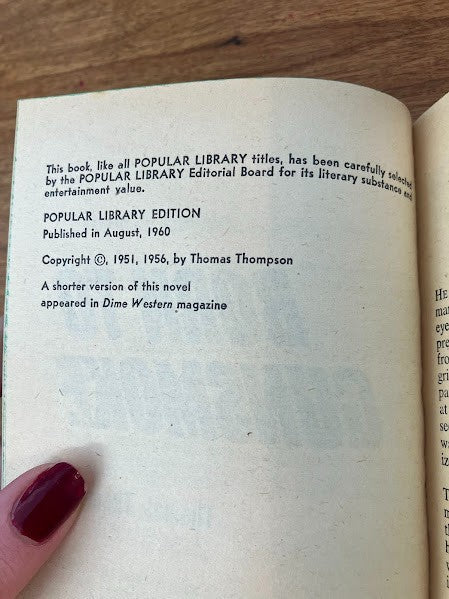 This book, like all POPULAR LIBRARY titles, has been carefully selected
by the POPULAR LIBRARY Editorial Board for its literary substance and
entertainment value.
POPULAR LIBRARY EDITION
Published in August, 1960
Copyright ©, 1951, 1956, by Thomas Thompson
A shorter version of this novel
appeared in Dime Western magazine
HE